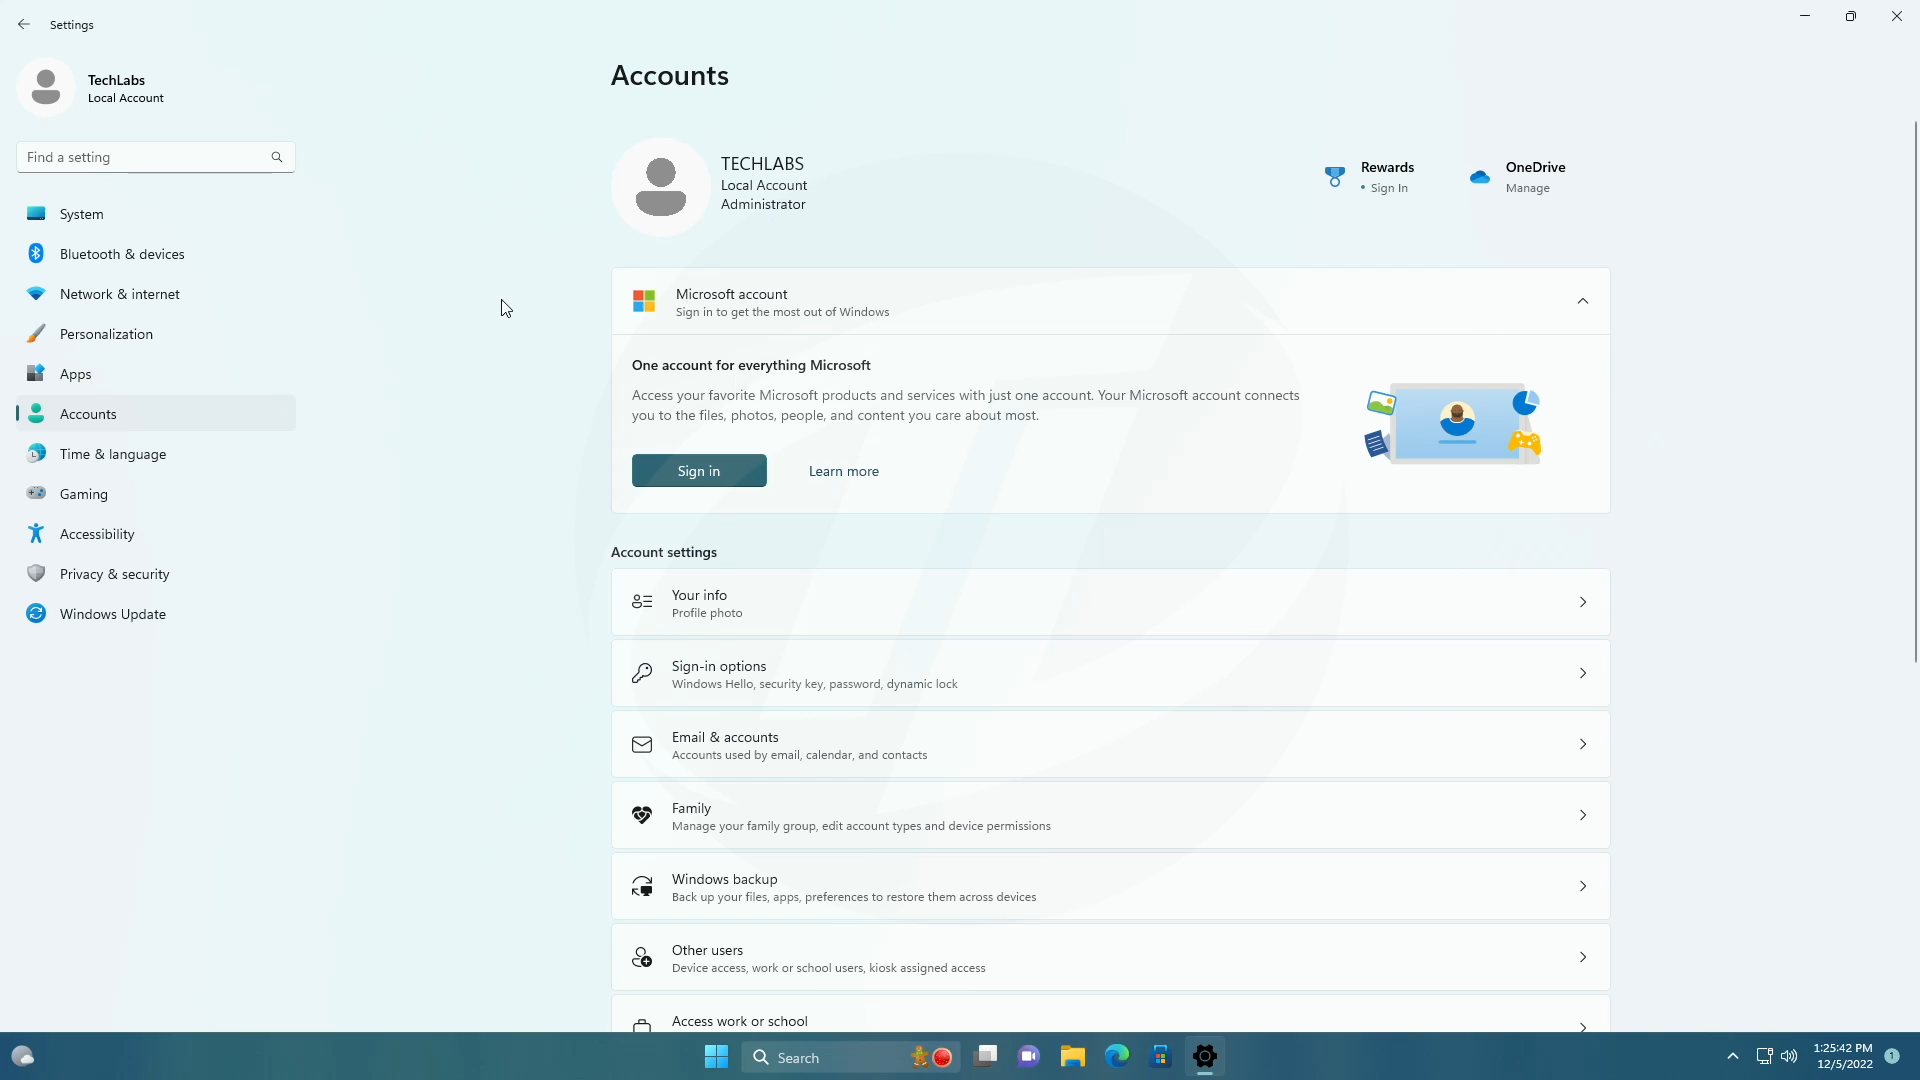 Settings
TechLabs
Local Account
Find a setting
System
Bluetooth & devices
Network & internet
Personalization
Apps
Accounts
Time & language
Gaming
Accessibility
Privacy & security
Windows Update
Accounts
TECHLABS
Local Account
Administrator
Rewards
• Sign In
OneDrive
Manage
Microsoft account
Sign in to get the most out of Windows
One account for everything Microsoft
Access your favorite Microsoft products and services with just one account. Your Microsoft account connects
you to the files, photos, people, and content you care about most.
Sign in
Learn more
Account settings
Your info
Profile photo
Sign-in options
Windows Hello, security key, password, dynamic lock
Email & accounts
Accounts used by email, calendar, and contacts
Family
Manage your family group, edit account types and device permissions
Windows backup
Back up your files, apps, preferences to restore them across devices
Other users
Device access, work or school users, kiosk assigned access
Access work or school
Search
1:25:42 PM
12/5/2022
1